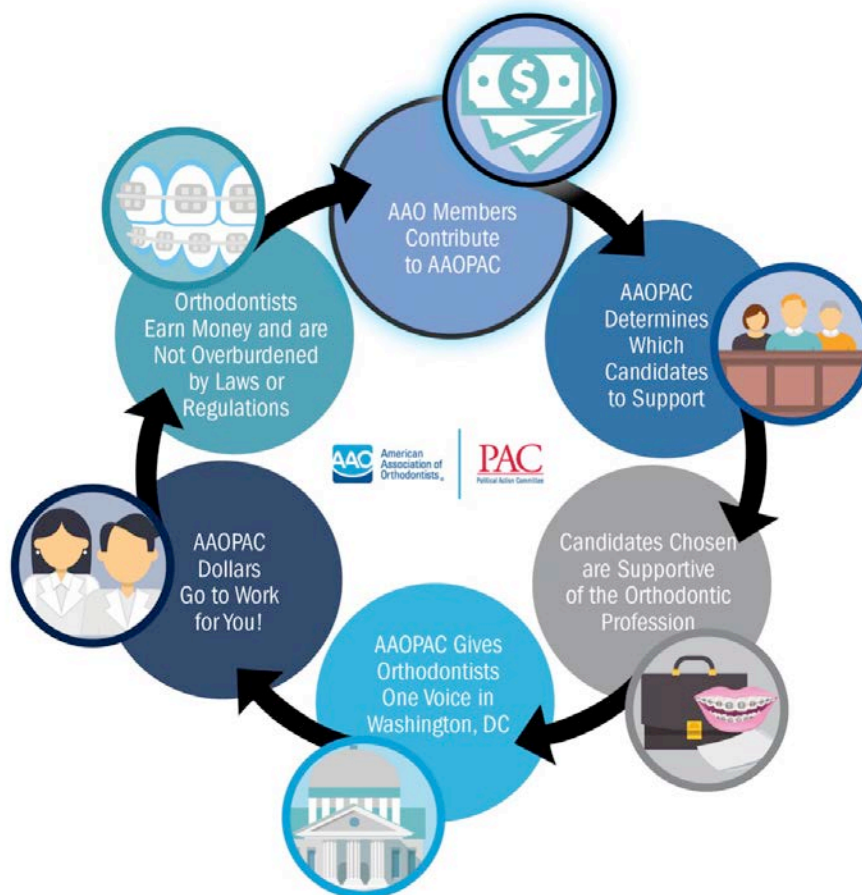 AAO Members
Contribute
to AAOPAC
AAOPAC
Determines
Which
Candidates
to Support
Candidates Chosen
are Supportive
of the Orthodontic
Profession
AAOPAC Gives
Orthodontists
One Voice in
Washington, DC
AAOPAC
Dollars
Go to Work
for You!
Orthodontists
Earn Money and are
Not Overburdened
by Laws or
Regulations
AAO
American
Association of
Orthodontists®
PAC
Political Action Committee
$